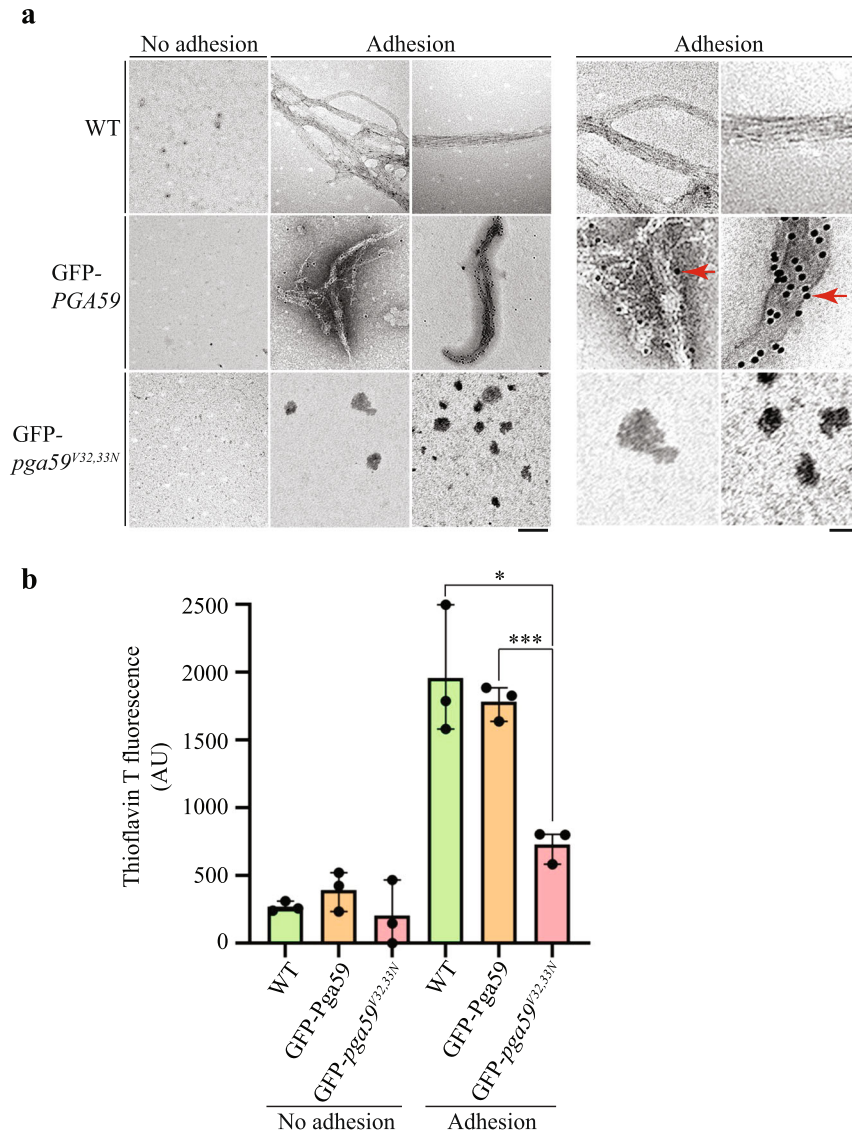 a
No adhesion Adhesion Adhesion
WT
GFP-
PGA59
GFP-
pga59V32,33N
b
Thioflavin T fluorescence
(AU)
2500
2000
1500
1000
500
0
*
***
WT
GFP-Pga59
GFP-pga59V32,33N
WT
GFP-Pga59
GFP-pga59V32,33N
No adhesion Adhesion